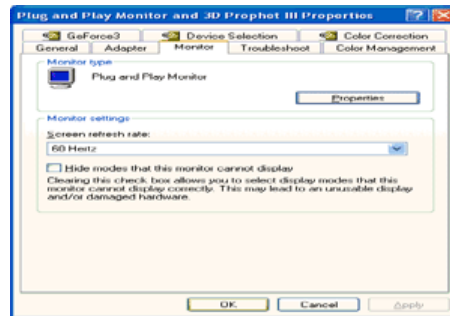 Plug and Play Monitor and 3D Prophet III Properties
GeForce3 Device Selection Color Correction
General Adapter Monitor Troubleshoot Color Management
Monitor type
Plug and Play Monitor
Properties
Monitor settings
Screen refresh rate:
60 Hertz
Hide modes that this monitor cannot display
Clearing this check box allows you to select display modes that this
monitor cannot display correctly. This may lead to an unusable display
and/or damaged hardware.
OK Cancel Apply